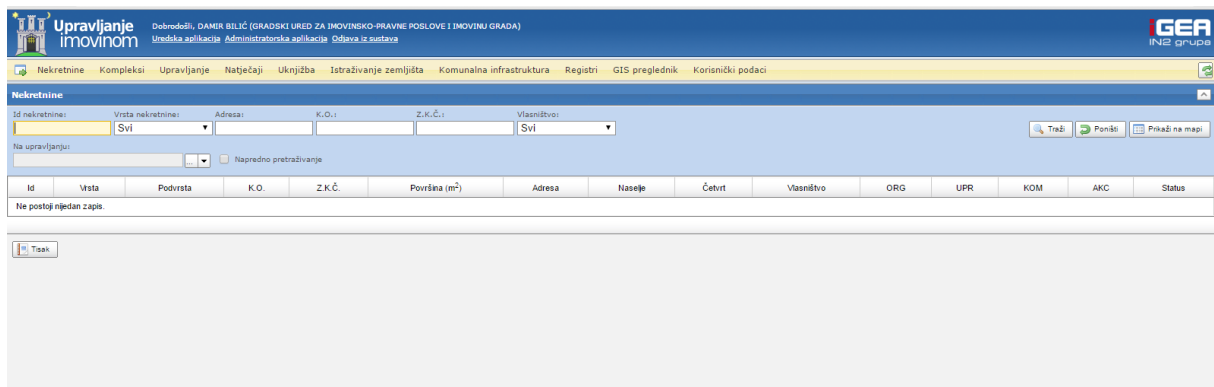 Upravljanje
imovinom
Dobrodošli, DAMIR BILIĆ (GRADSKI URED ZA IMOVINSKO-PRAVNE POSLOVE I IMOVINU GRADA)
Uredska aplikacija Administratorska aplikacija Odjava iz sustava
iGEA
IN2 grupa
Nekretnine Kompleksi Upravljanje Natječaji Uknjižba Istraživanje zemljišta Komunalna infrastruktura Registri GIS preglednik Korisnički podaci
Nekretnine
Id nekretnine: Vrsta nekretnine: Adresa: K.O.: Z.K.Č.: Vlasništvo:
Svi Svi Traži Poništi Prikaži na mapi
Na upravljanju:
... Napredno pretraživanje
Id Vrsta Podvrsta K.O. Z.K.Č. Površina (m²) Adresa Naselje Četvrt Vlasništvo ORG UPR KOM AKC Status
Ne postoji nijedan zapis.
Tisak